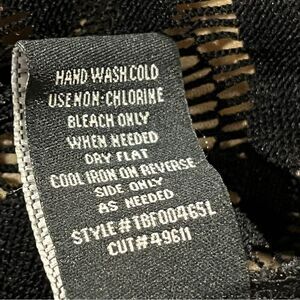 HAND WASH COLD
USE NON-CHLORINE
BLEACH ONLY
WHEN NEEDED
DRY FLAT
COOL IRON ON REVERSE
SIDE ONLY
AS NEEDED
STYLE#TBF00465L
CUT#49611